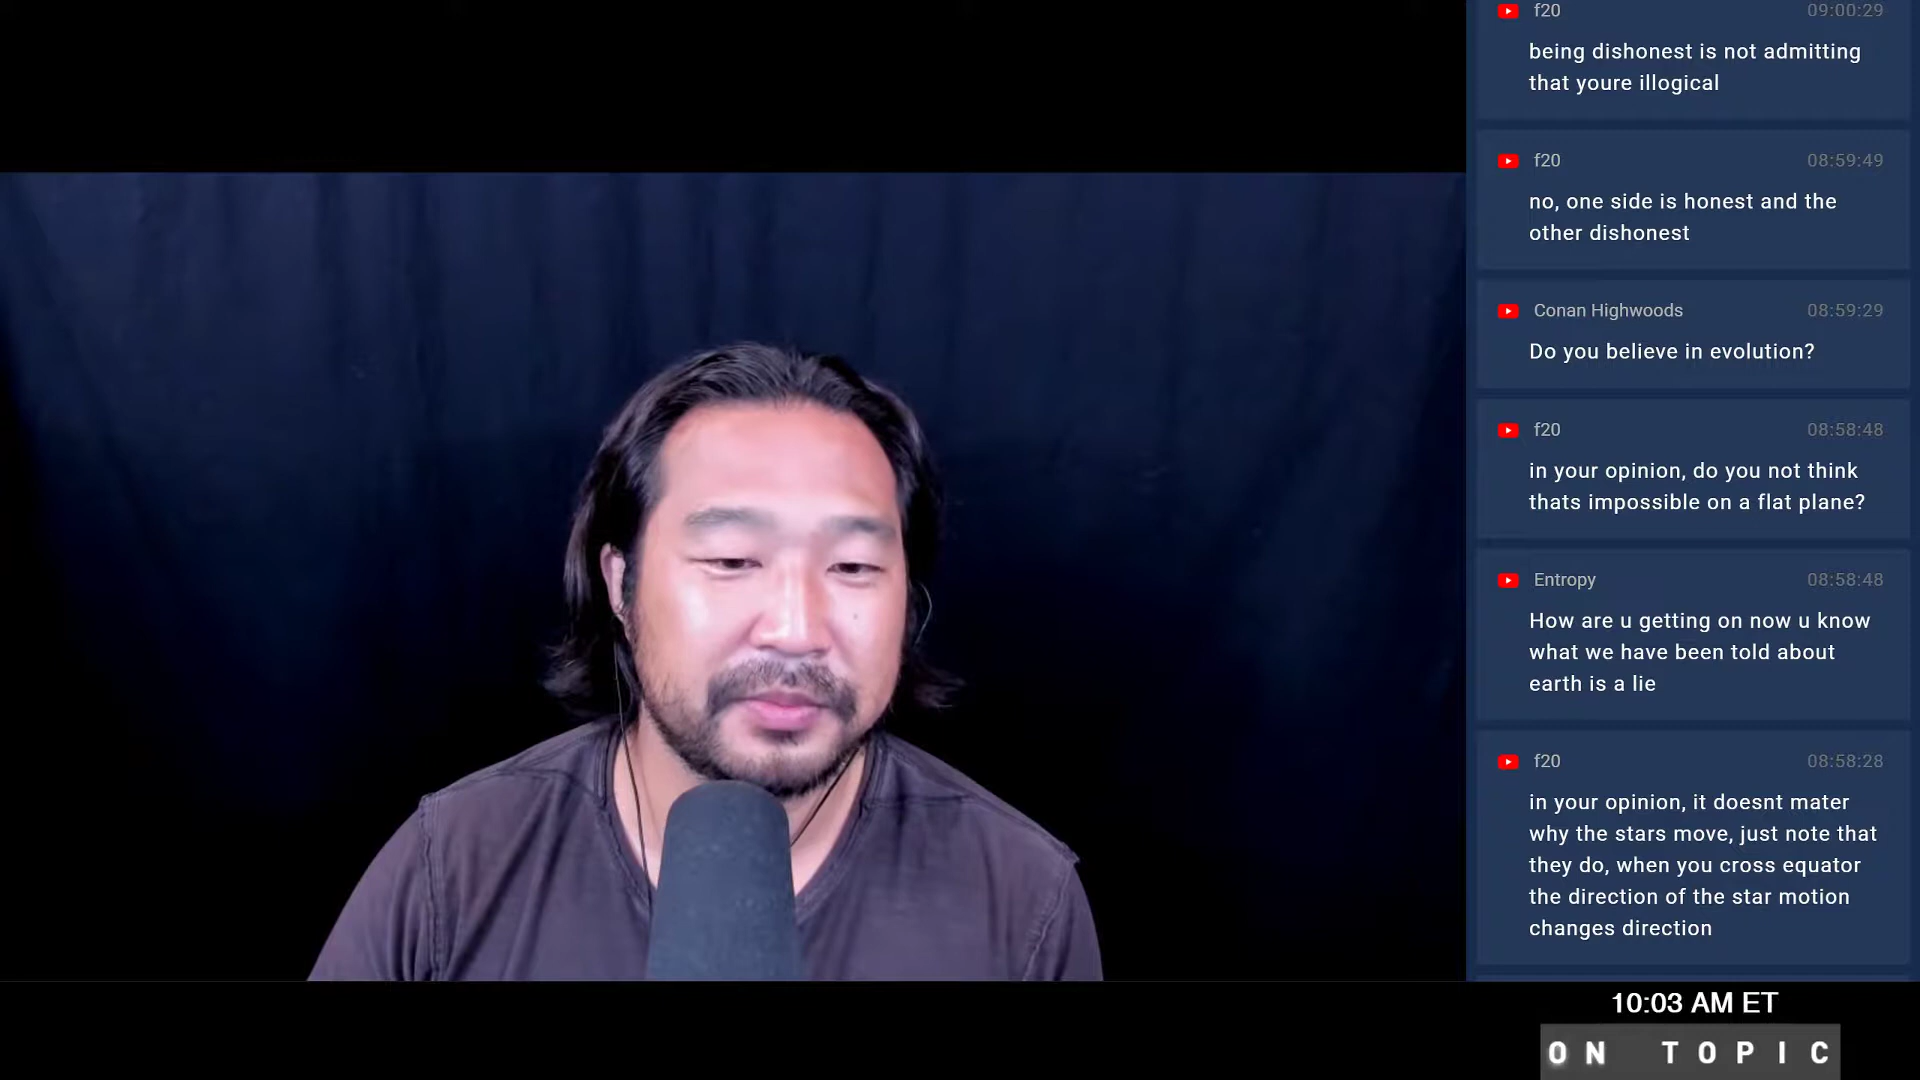 f20 09:00:29
being dishonest is not admitting
that youre illogical
f20 08:59:49
no, one side is honest and the
other dishonest
Conan Highwoods 08:59:29
Do you believe in evolution?
f20 08:58:48
in your opinion, do you not think
thats impossible on a flat plane?
Entropy 08:58:48
How are u getting on now u know
what we have been told about
earth is a lie
f20 08:58:28
in your opinion, it doesnt mater
why the stars move, just note that
they do, when you cross equator
the direction of the star motion
changes direction
10:03 AM ET
ON TOPIC